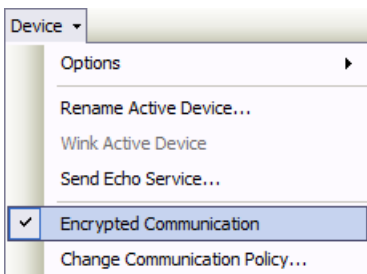 Device
Options
Rename Active Device...
Wink Active Device
Send Echo Service...
Encrypted Communication
Change Communication Policy...